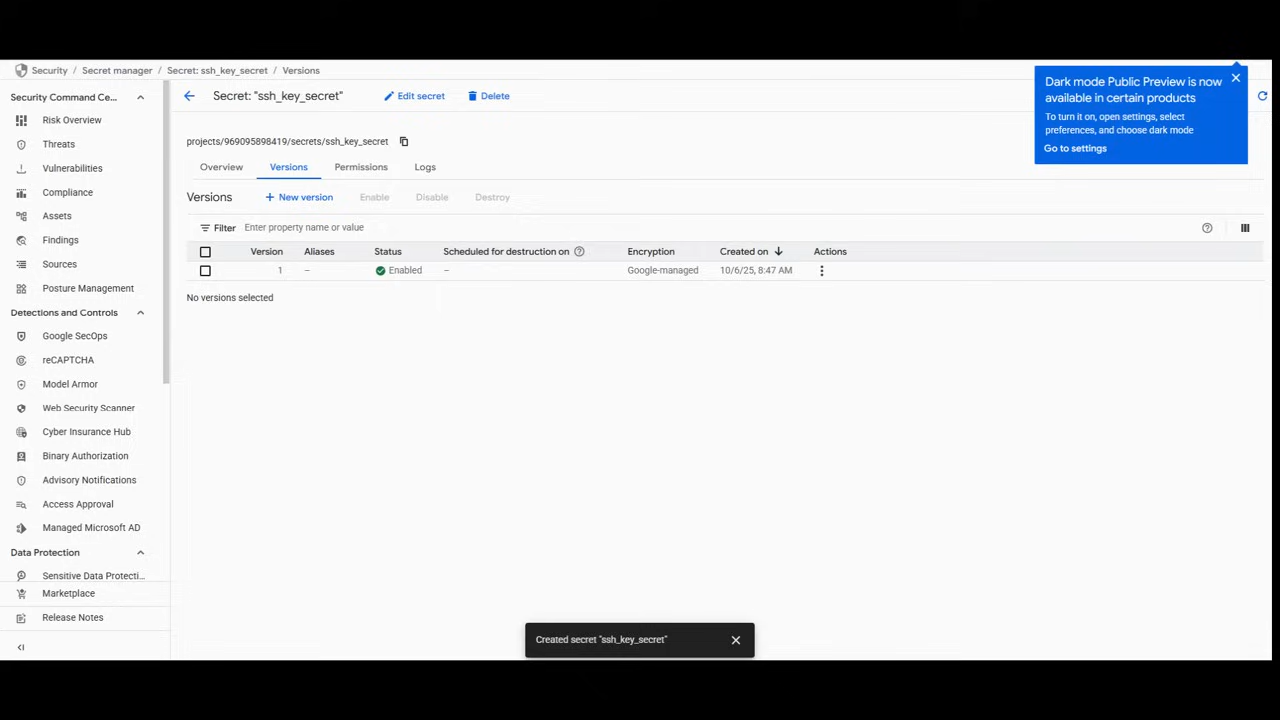 Security / Secret manager / Secret: ssh_key_secret / Versions
Security Command Ce...
Risk Overview
Threats
Vulnerabilities
Compliance
Assets
Findings
Sources
Posture Management
Detections and Controls
Google SecOps
reCAPTCHA
Model Armor
Web Security Scanner
Cyber Insurance Hub
Binary Authorization
Advisory Notifications
Access Approval
Managed Microsoft AD
Data Protection
Sensitive Data Protecti...
Marketplace
Release Notes
Secret: "ssh_key_secret"
Edit secret
Delete
projects/969095898419/secrets/ssh_key_secret
Overview Versions Permissions Logs
Versions
New version Enable Disable Destroy
Filter Enter property name or value
Version Aliases Status Scheduled for destruction on Encryption Created on Actions
1 – Enabled – Google-managed 10/6/25, 8:47 AM
No versions selected
Dark mode Public Preview is now
available in certain products
To turn it on, open settings, select
preferences, and choose dark mode
Go to settings
Created secret "ssh_key_secret"